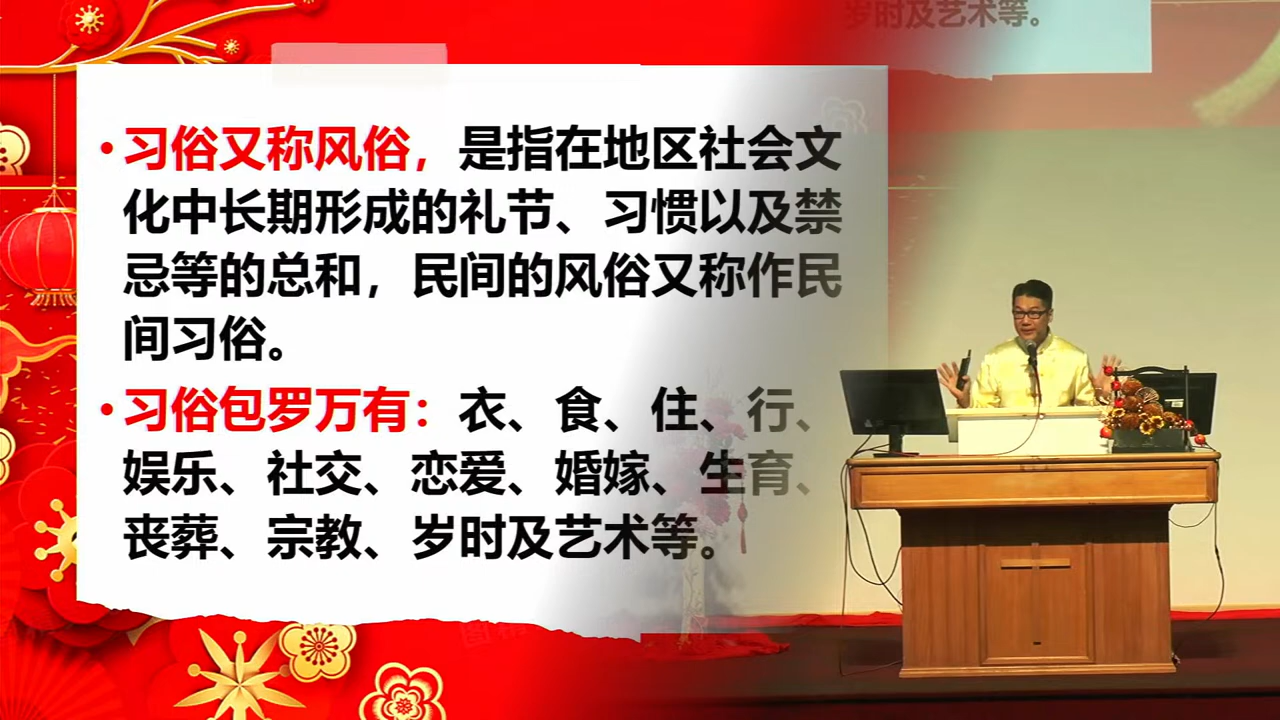 岁时及艺术等。
•习俗又称风俗，是指在地区社会文
化中长期形成的礼节、习惯以及禁
忌等的总和，民间的风俗又称作民
间习俗。
•习俗包罗万有：衣、食、住、行、
娱乐、社交、恋爱、婚嫁、生育、
丧葬、宗教、岁时及艺术等。